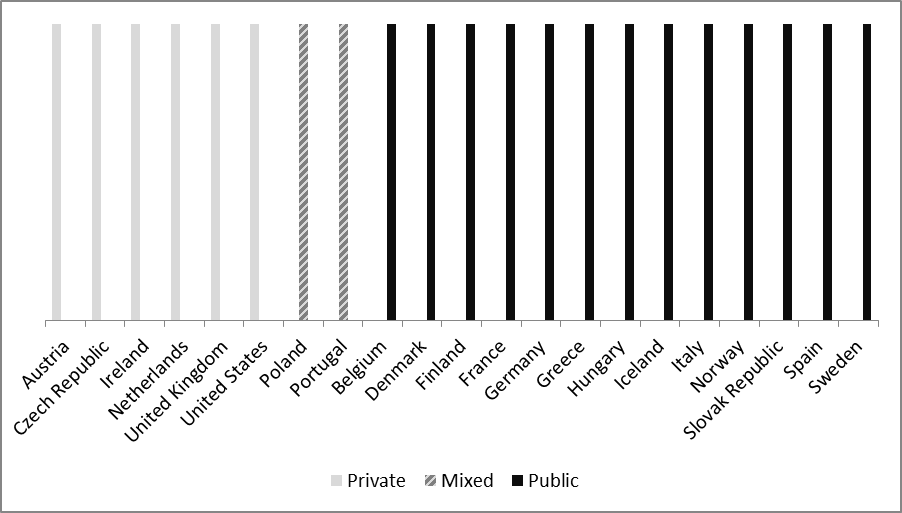 Austria
Czech Republic
Ireland
Netherlands
United Kingdom
United States
Poland
Portugal
Belgium
Denmark
Finland
France
Germany
Greece
Hungary
Iceland
Italy
Norway
Slovak Republic
Spain
Sweden
Private Mixed Public